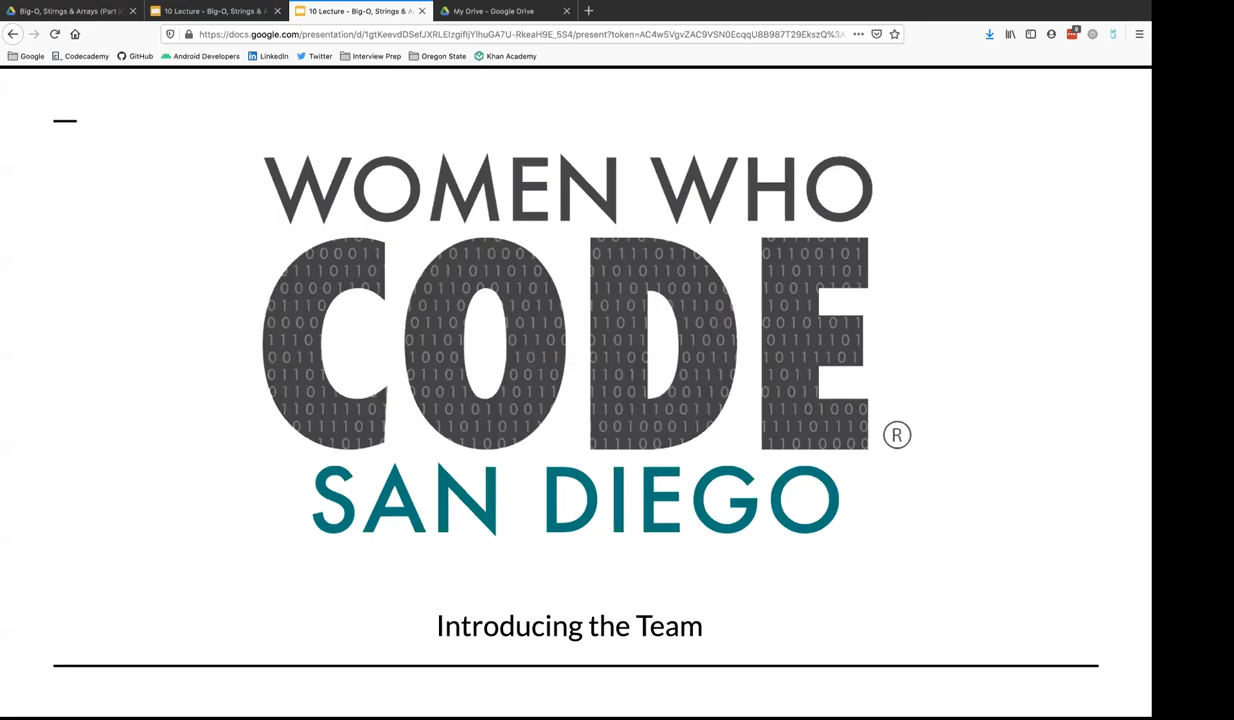 Big-O, Stirngs & Arrays (Part I
10 Lecture - Big-O, Strings & A
10 Lecture - Big-O, Strings & A
My Drive - Google Drive
Google
Codecademy
GitHub
Android Developers
LinkedIn
Twitter
Interview Prep
Oregon State
Khan Academy
WOMEN WHO
CODE
®
SAN DIEGO
Introducing the Team